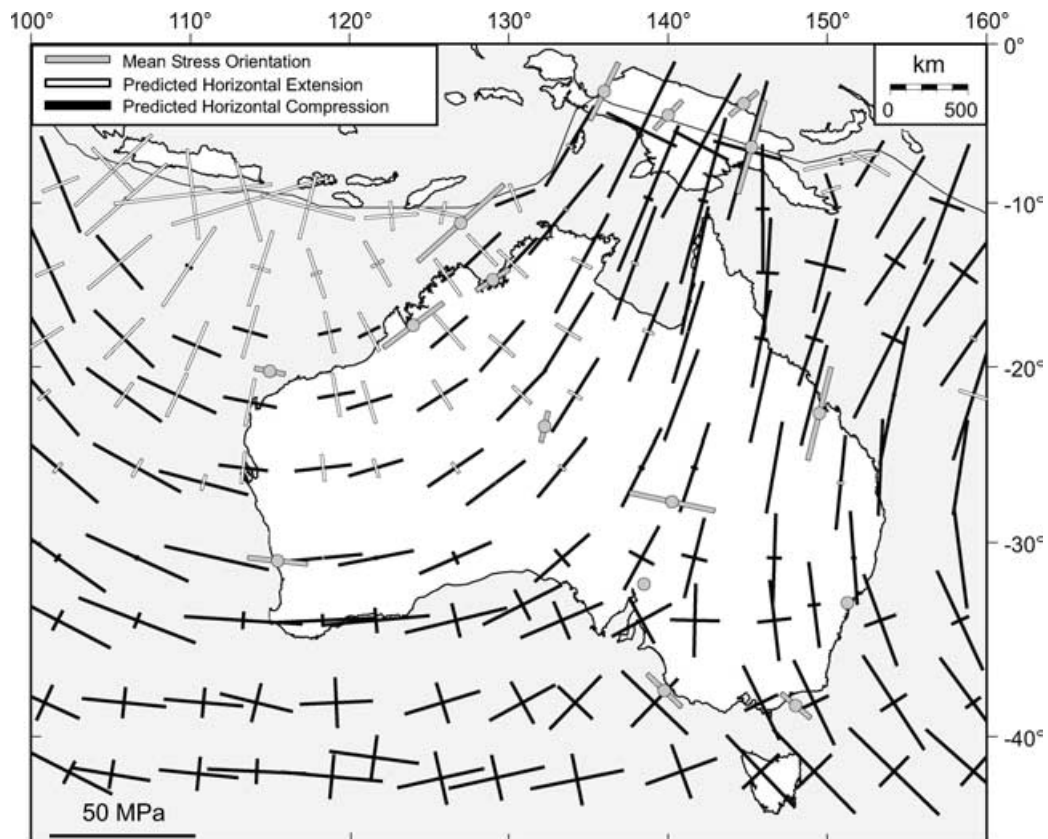 100° 110° 120° 130° 140° 150° 160°
0°
Mean Stress Orientation
Predicted Horizontal Extension
Predicted Horizontal Compression
km
0 500
-10°
-20°
-30°
-40°
50 MPa